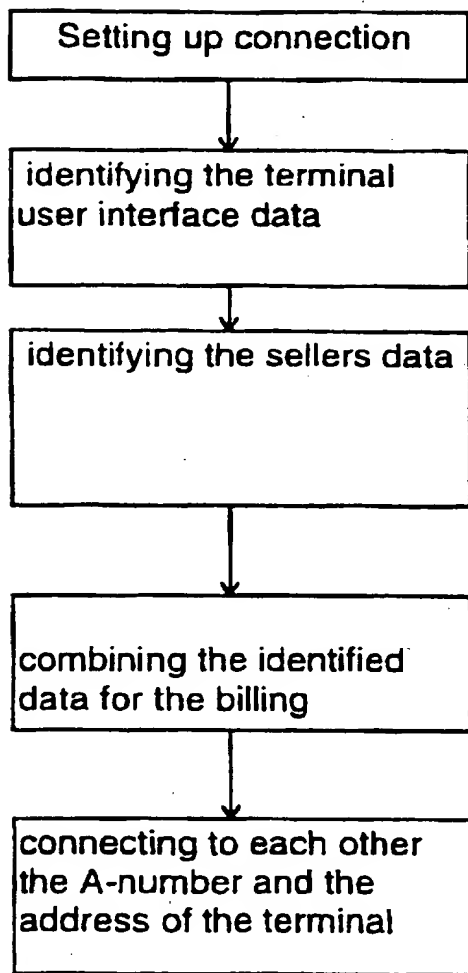 Setting up connection
identifying the terminal
user interface data
identifying the sellers data
combining the identified
data for the billing
connecting to each other
the A-number and the
address of the terminal